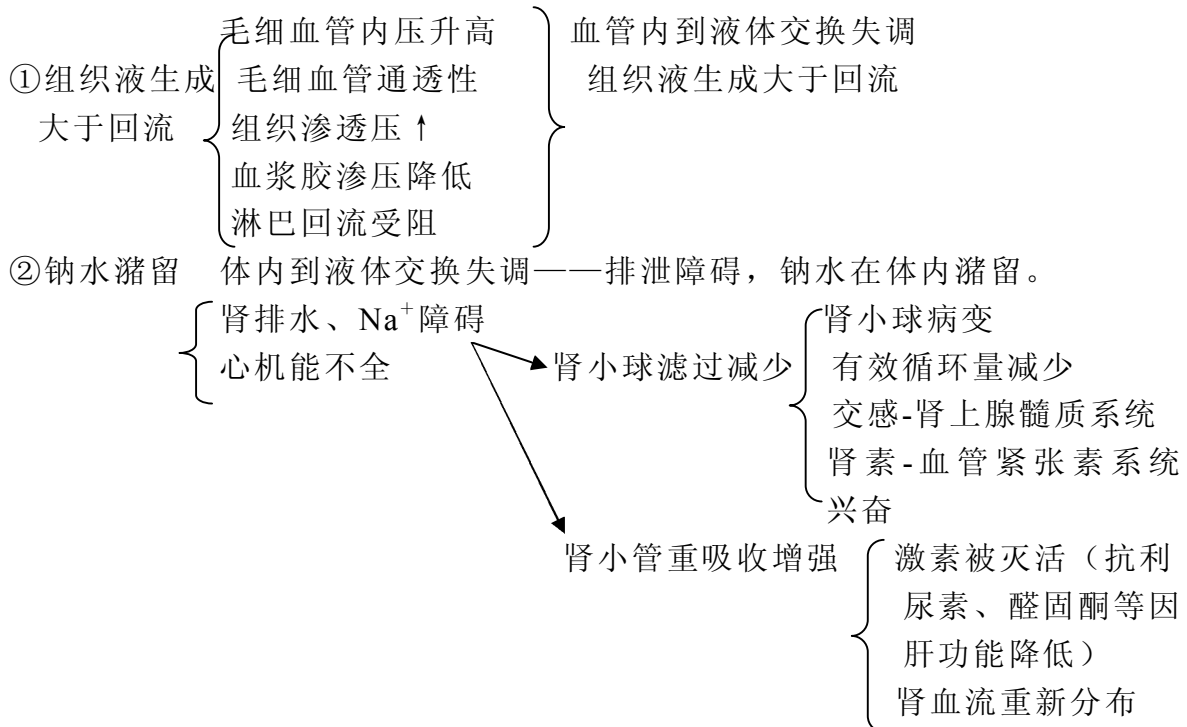 毛细血管内压升高 血管内到液体交换失调
①组织液生成 毛细血管通透性 组织液生成大于回流
大于回流 组织渗透压↑
血浆胶渗压降低
淋巴回流受阻
②钠水潴留 体内到液体交换失调——排泄障碍，钠水在体内潴留。
肾排水、Na⁺障碍 肾小球病变
心机能不全 肾小球滤过减少 有效循环量减少
交感-肾上腺髓质系统
肾素-血管紧张素系统
兴奋
肾小管重吸收增强 激素被灭活（抗利
尿素、醛固酮等因
肝功能降低）
肾血流重新分布